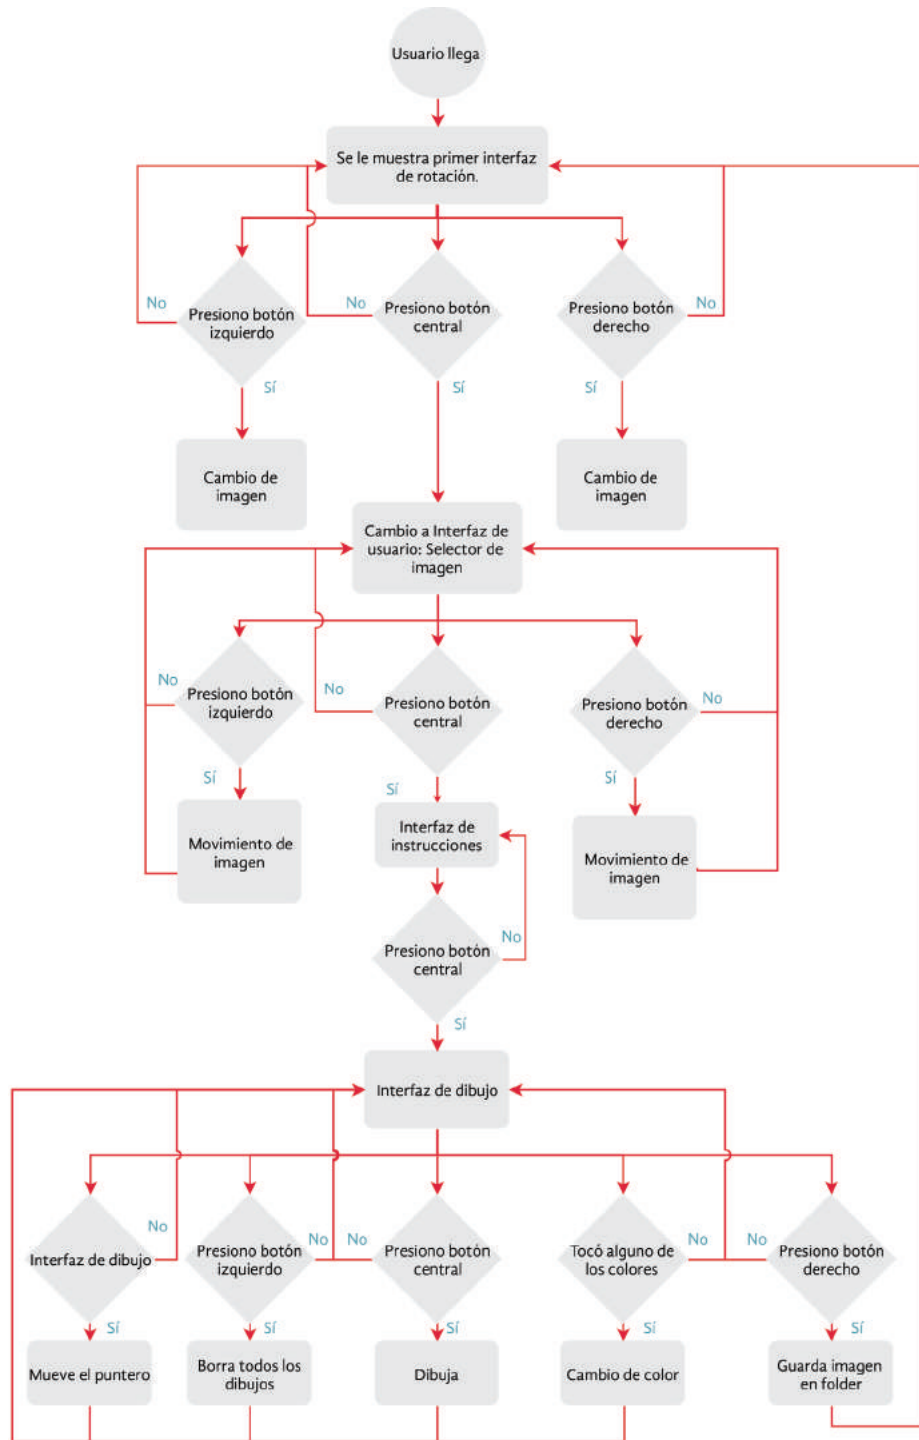 Usuario llega
Se le muestra primer interfaz
de rotación.
No
Presiono botón
izquierdo
No
Presiono botón
central
Presiono botón
derecho
No
Sí
Sí
Sí
Cambio de
imagen
Cambio de
imagen
Cambio a Interfaz de
usuario: Selector de
imagen
No
Presiono botón
izquierdo
No
Presiono botón
central
Presiono botón
derecho
No
Sí
Sí
Sí
Movimiento de
imagen
Interfaz de
instrucciones
Movimiento de
imagen
Presiono botón
central
No
Sí
Interfaz de dibujo
Interfaz de dibujo
No
Presiono botón
izquierdo
No
No
Presiono botón
central
Tocó alguno de
los colores
No
No
Presiono botón
derecho
Sí
Sí
Sí
Sí
Sí
Mueve el puntero
Borra todos los
dibujos
Dibuja
Cambio de color
Guarda imagen
en folder